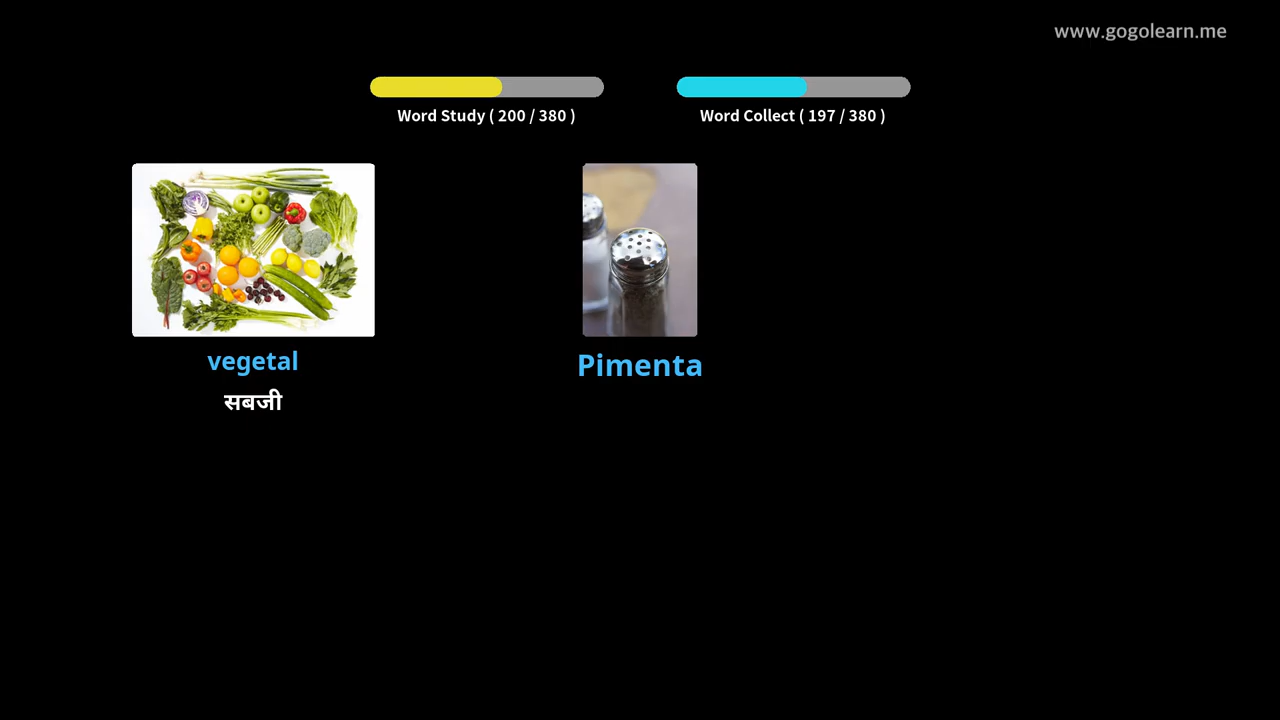 www.gogolearn.me
Word Study ( 200 / 380 )
Word Collect ( 197 / 380 )
vegetal
सबजी
Pimenta